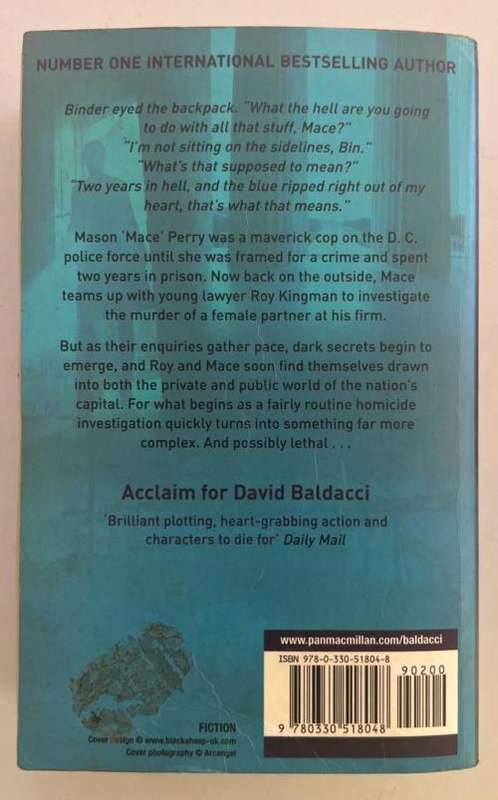 NUMBER ONE INTERNATIONAL BESTSELLING AUTHOR
Binder eyed the backpack. “What the hell are you going
to do with all that stuff, Mace?”
“I’m not sitting on the sidelines, Bin.”
“What’s that supposed to mean?”
“Two years in hell, and the blue ripped right out of my
heart, that’s what that means.”
Mason ‘Mace’ Perry was a maverick cop on the D. C.
police force until she was framed for a crime and spent
two years in prison. Now back on the outside, Mace
teams up with young lawyer Roy Kingman to investigate
the murder of a female partner at his firm.
But as their enquiries gather pace, dark secrets begin to
emerge, and Roy and Mace soon find themselves drawn
into both the private and public world of the nation’s
capital. For what begins as a fairly routine homicide
investigation quickly turns into something far more
complex. And possibly lethal . . .
Acclaim for David Baldacci
‘Brilliant plotting, heart-grabbing action and
characters to die for’ Daily Mail
www.panmacmillan.com/baldacci
ISBN 978-0-330-51804-8
90200
9 780330 518048
FICTION
Cover Design © www.blacksheep-uk.com
Cover photography © Arcangel